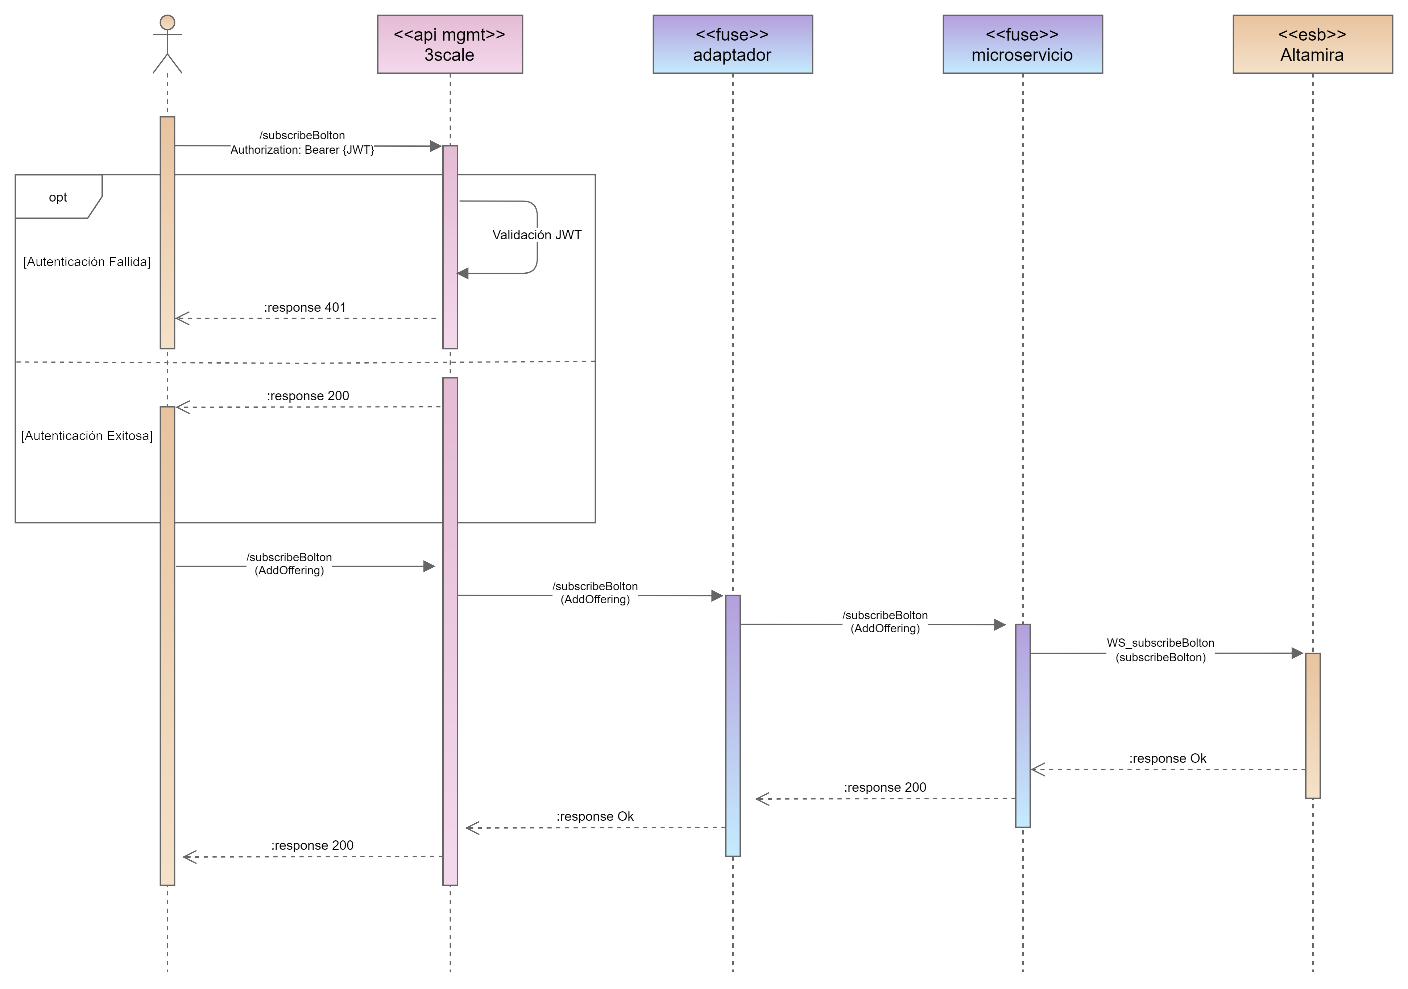 <<api mgmt>>
3scale
<<fuse>>
adaptador
<<fuse>>
microservicio
<<esb>>
Altamira
/subscribeBolton
Authorization: Bearer {JWT}
opt
Validación JWT
[Autenticación Fallida]
:response 401
:response 200
[Autenticación Exitosa]
/subscribeBolton
(AddOffering)
/subscribeBolton
(AddOffering)
/subscribeBolton
(AddOffering)
WS_subscribeBolton
(subscribeBolton)
:response Ok
:response 200
:response Ok
:response 200